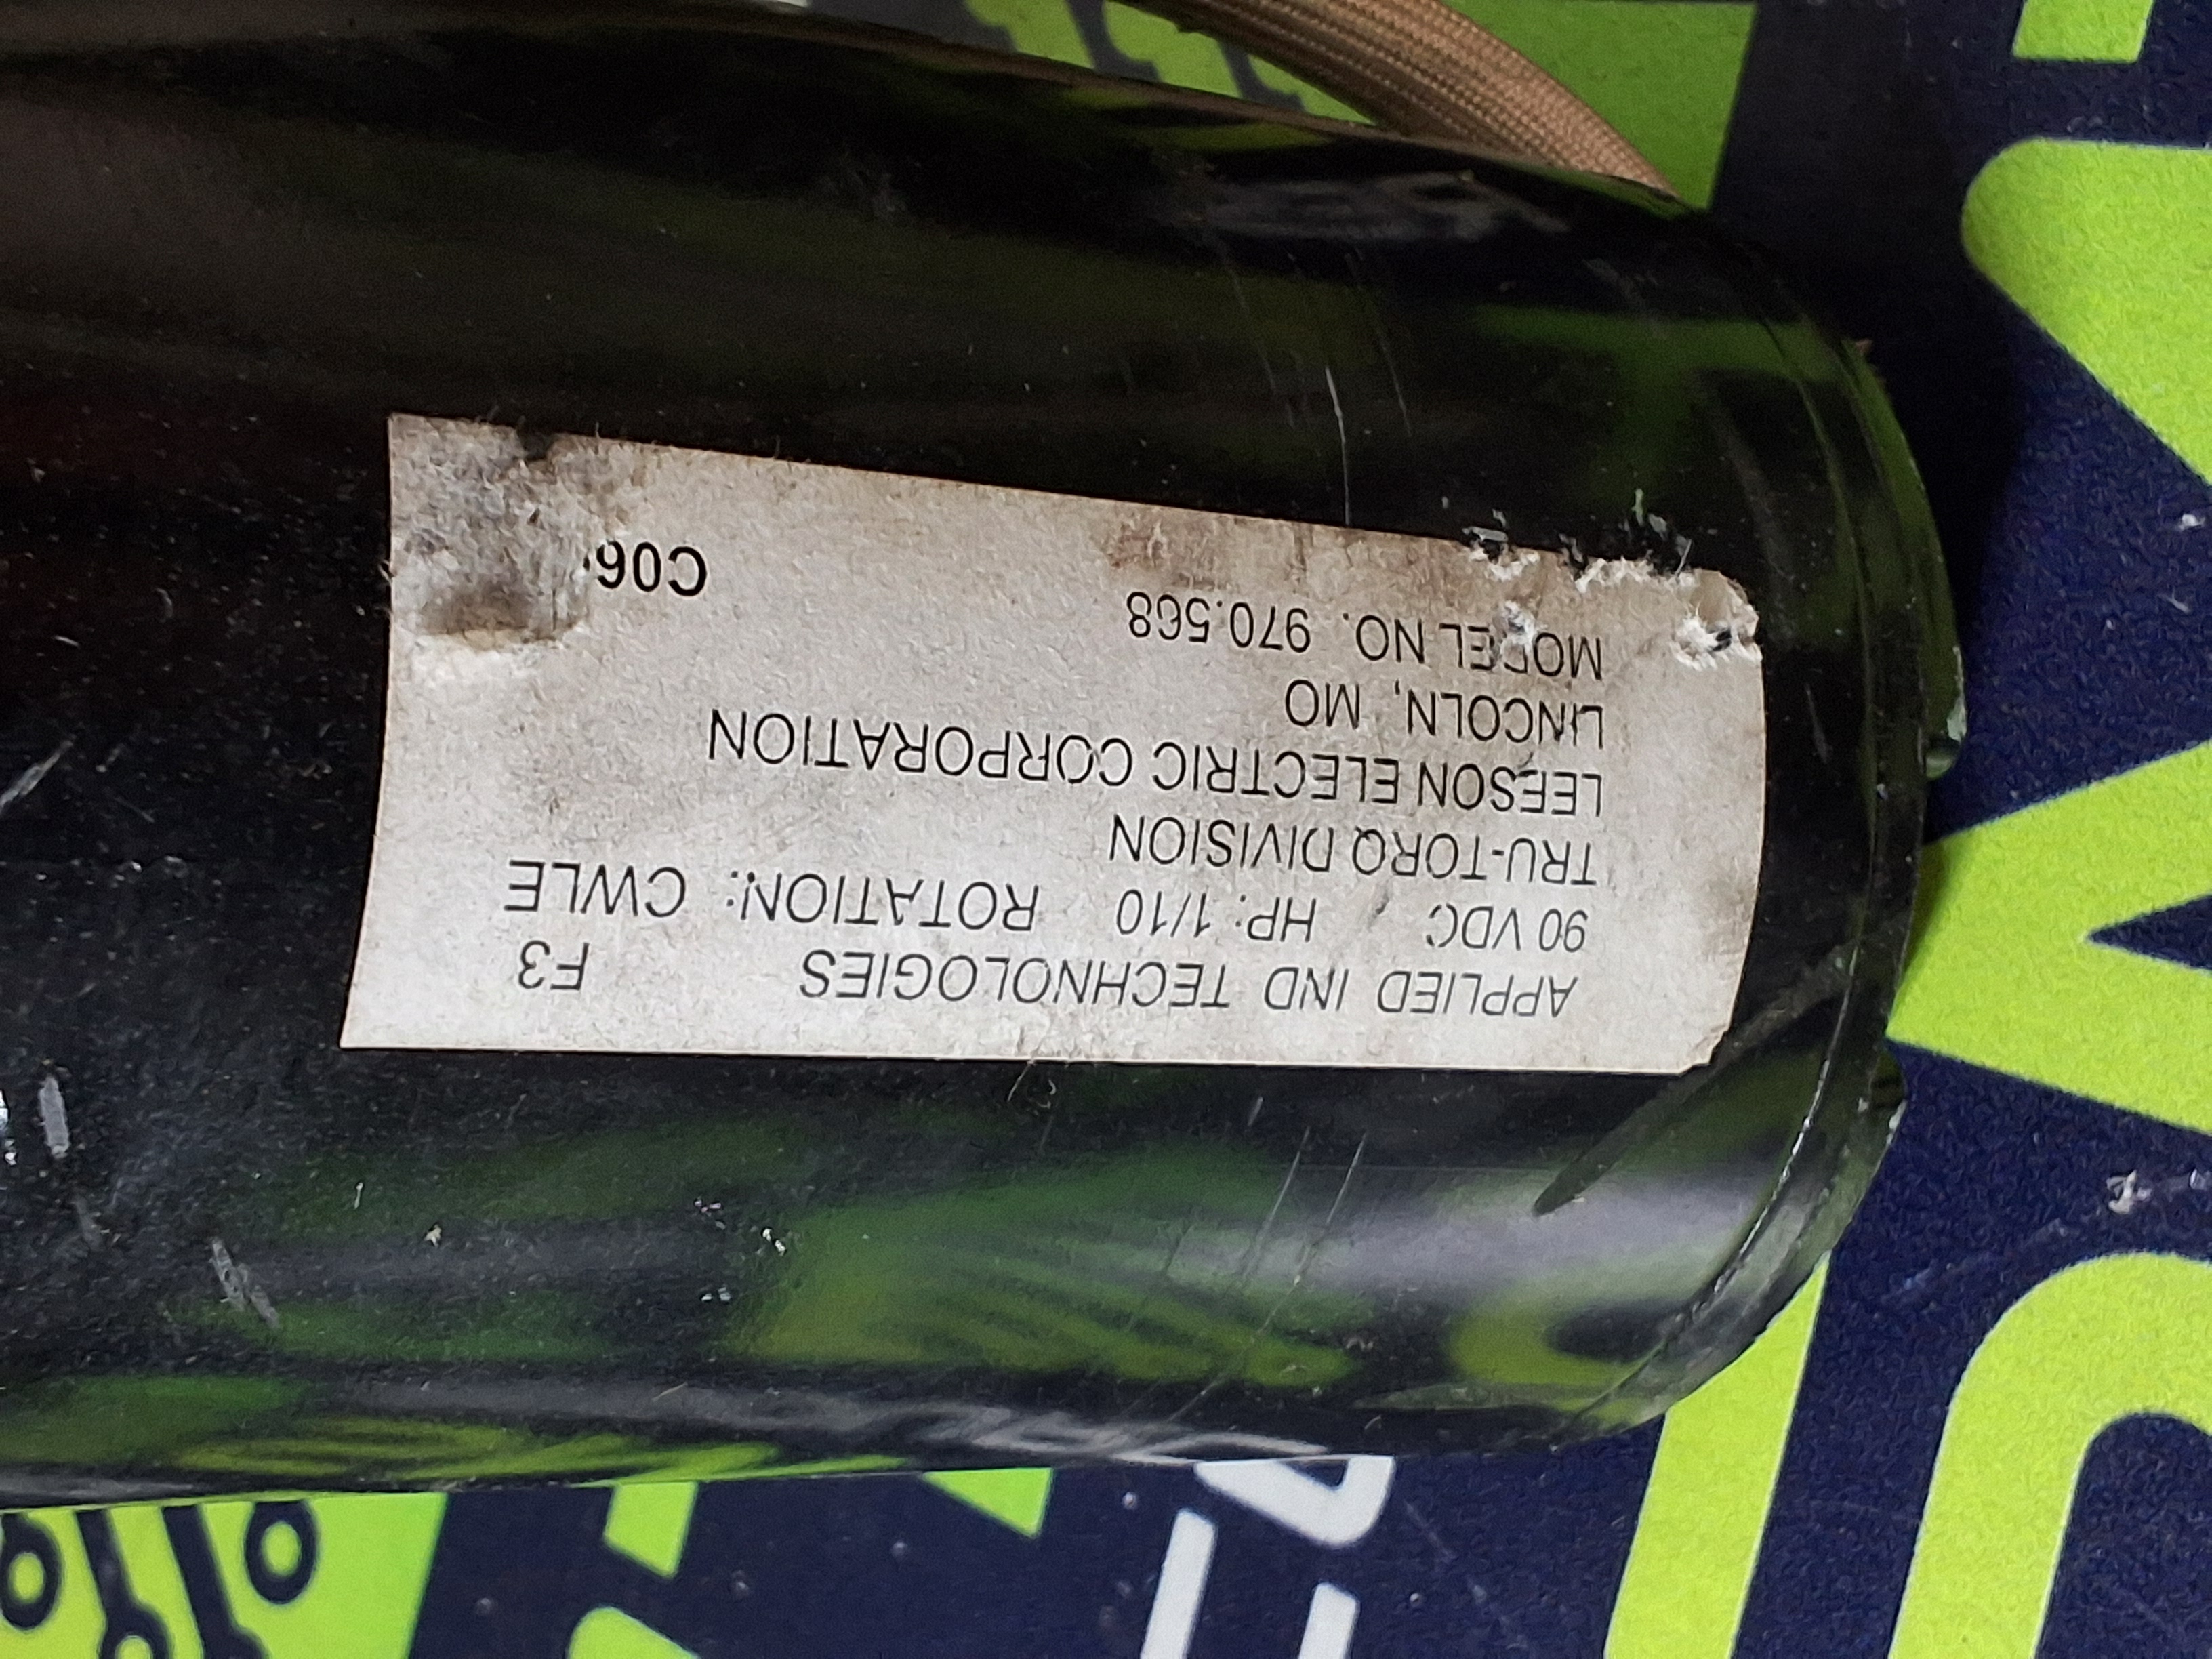 APPLIED IND TECHNOLOGIES F3
90 VDC HP: 1/10 ROTATION: CWLE
TRU-TORQ DIVISION
LEESON ELECTRIC CORPORATION
LINCOLN, MO
MODEL NO. 970.568
C06